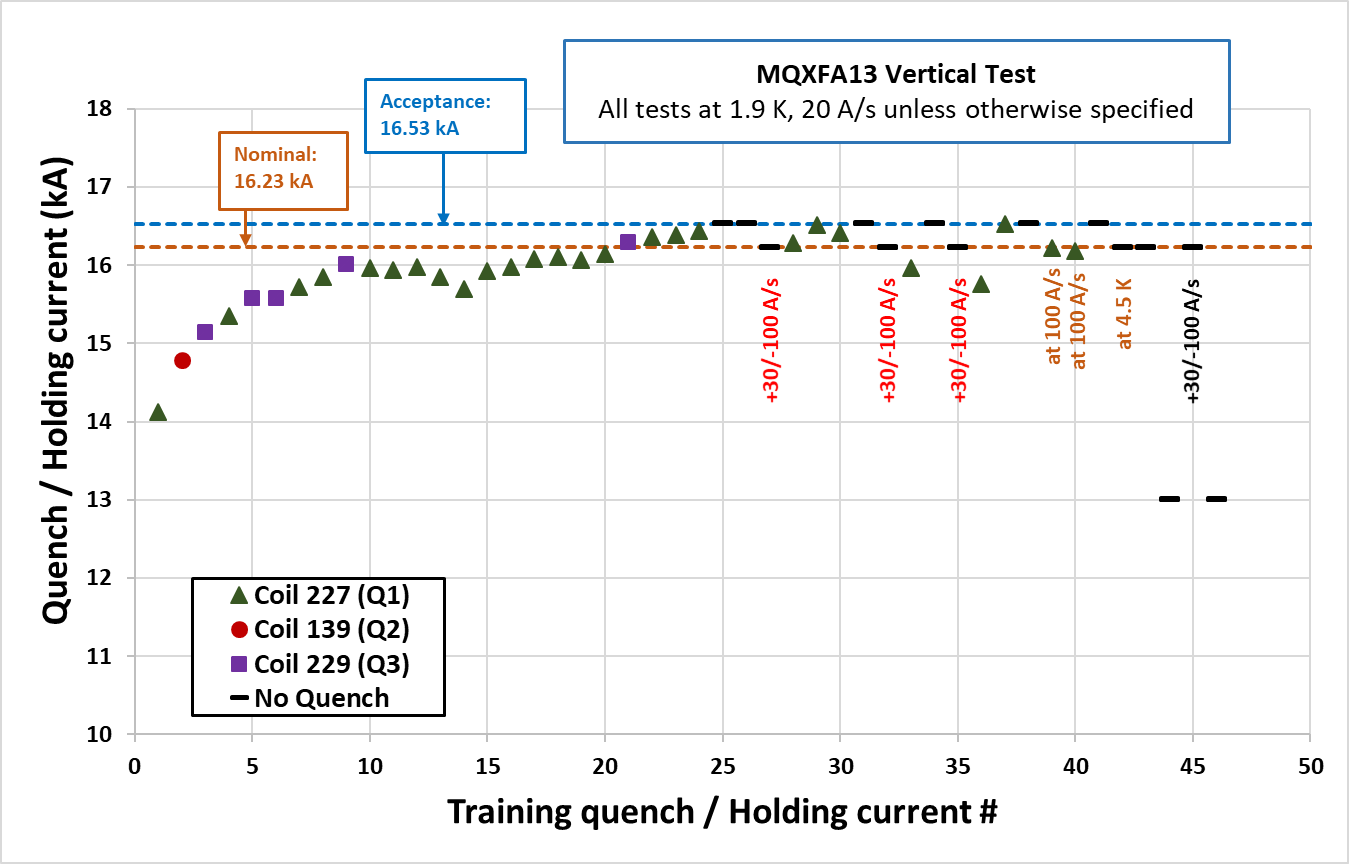 MQXFA13 Vertical Test
All tests at 1.9 K, 20 A/s unless otherwise specified
Acceptance:
16.53 kA
Nominal:
16.23 kA
Quench / Holding current (kA)
18
17
16
15
14
13
12
11
10
+30/-100 A/s
+30/-100 A/s
+30/-100 A/s
at 100 A/s
at 100 A/s
at 4.5 K
+30/-100 A/s
Coil 227 (Q1)
Coil 139 (Q2)
Coil 229 (Q3)
No Quench
0
5
10
15
20
25
30
35
40
45
50
Training quench / Holding current #